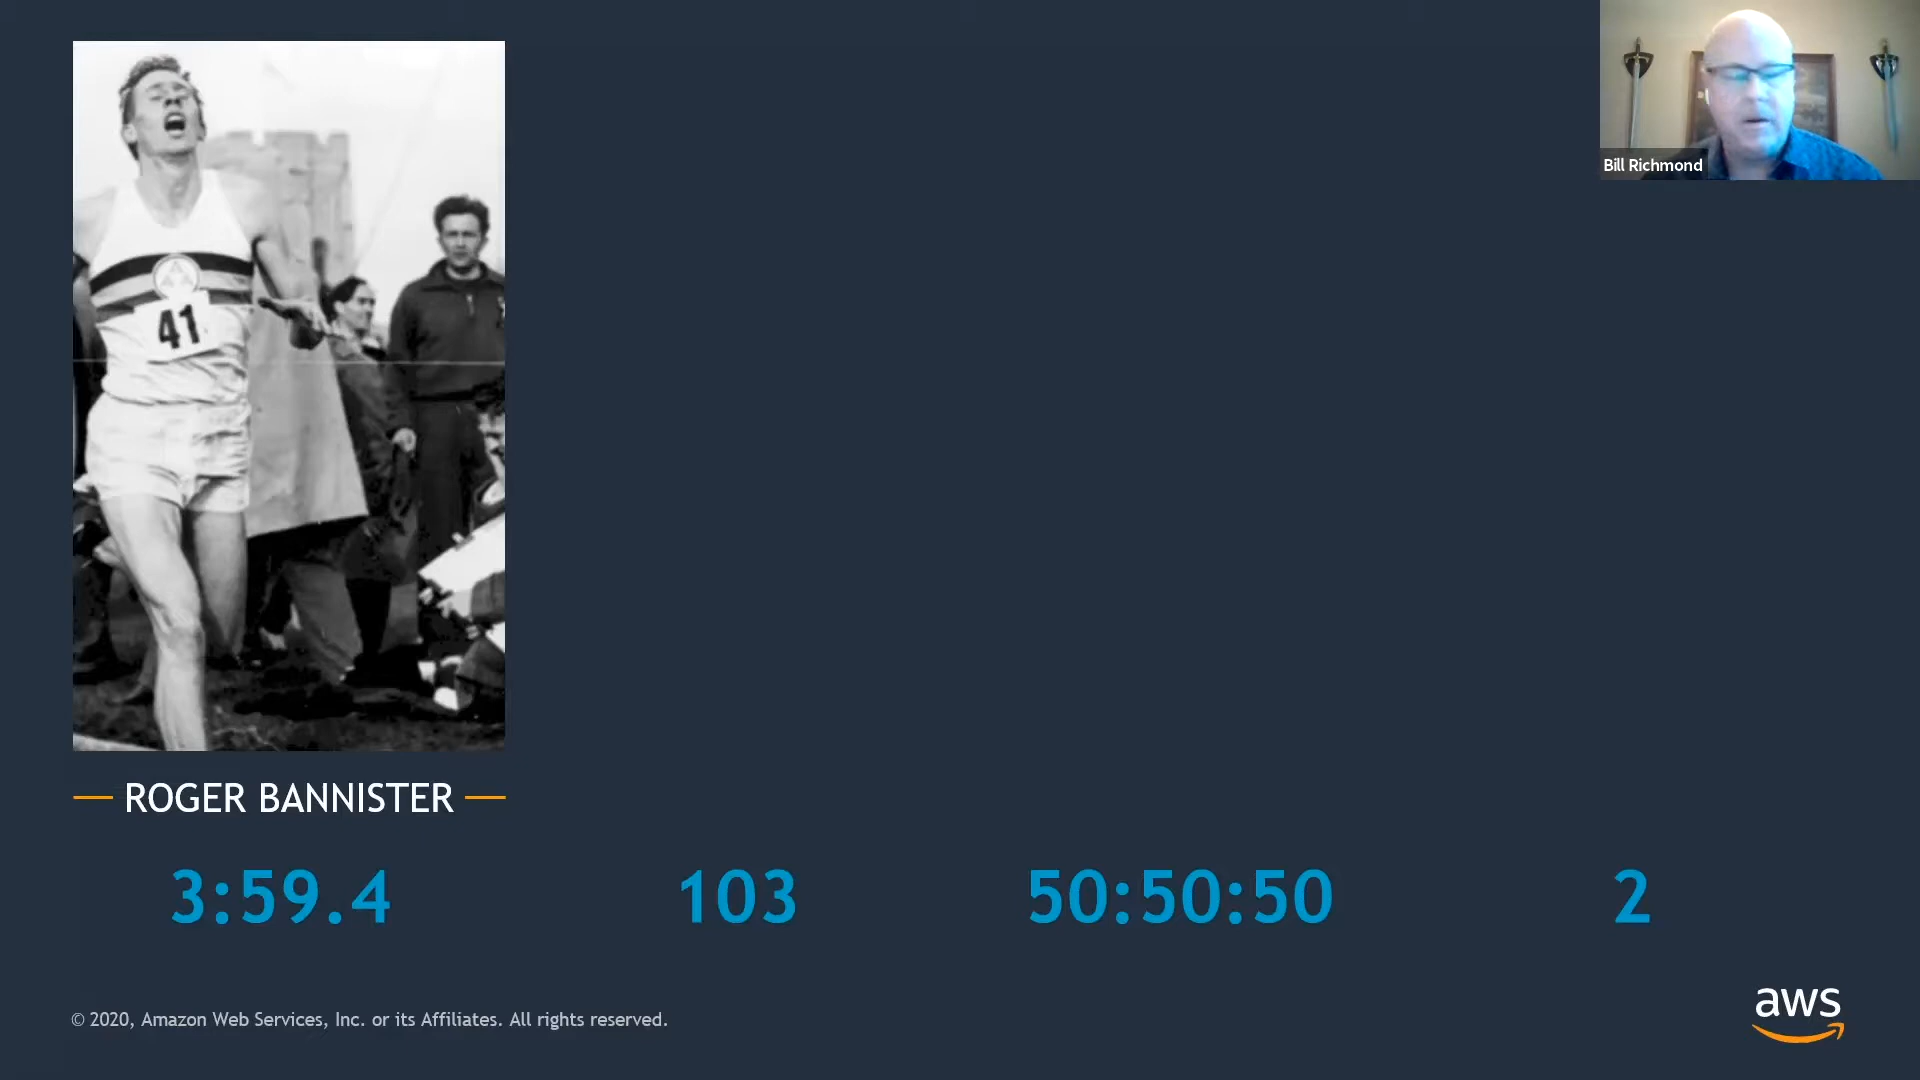 Bill Richmond
41
ROGER BANNISTER
3:59.4
103
50:50:50
2
© 2020, Amazon Web Services, Inc. or its Affiliates. All rights reserved.
aws